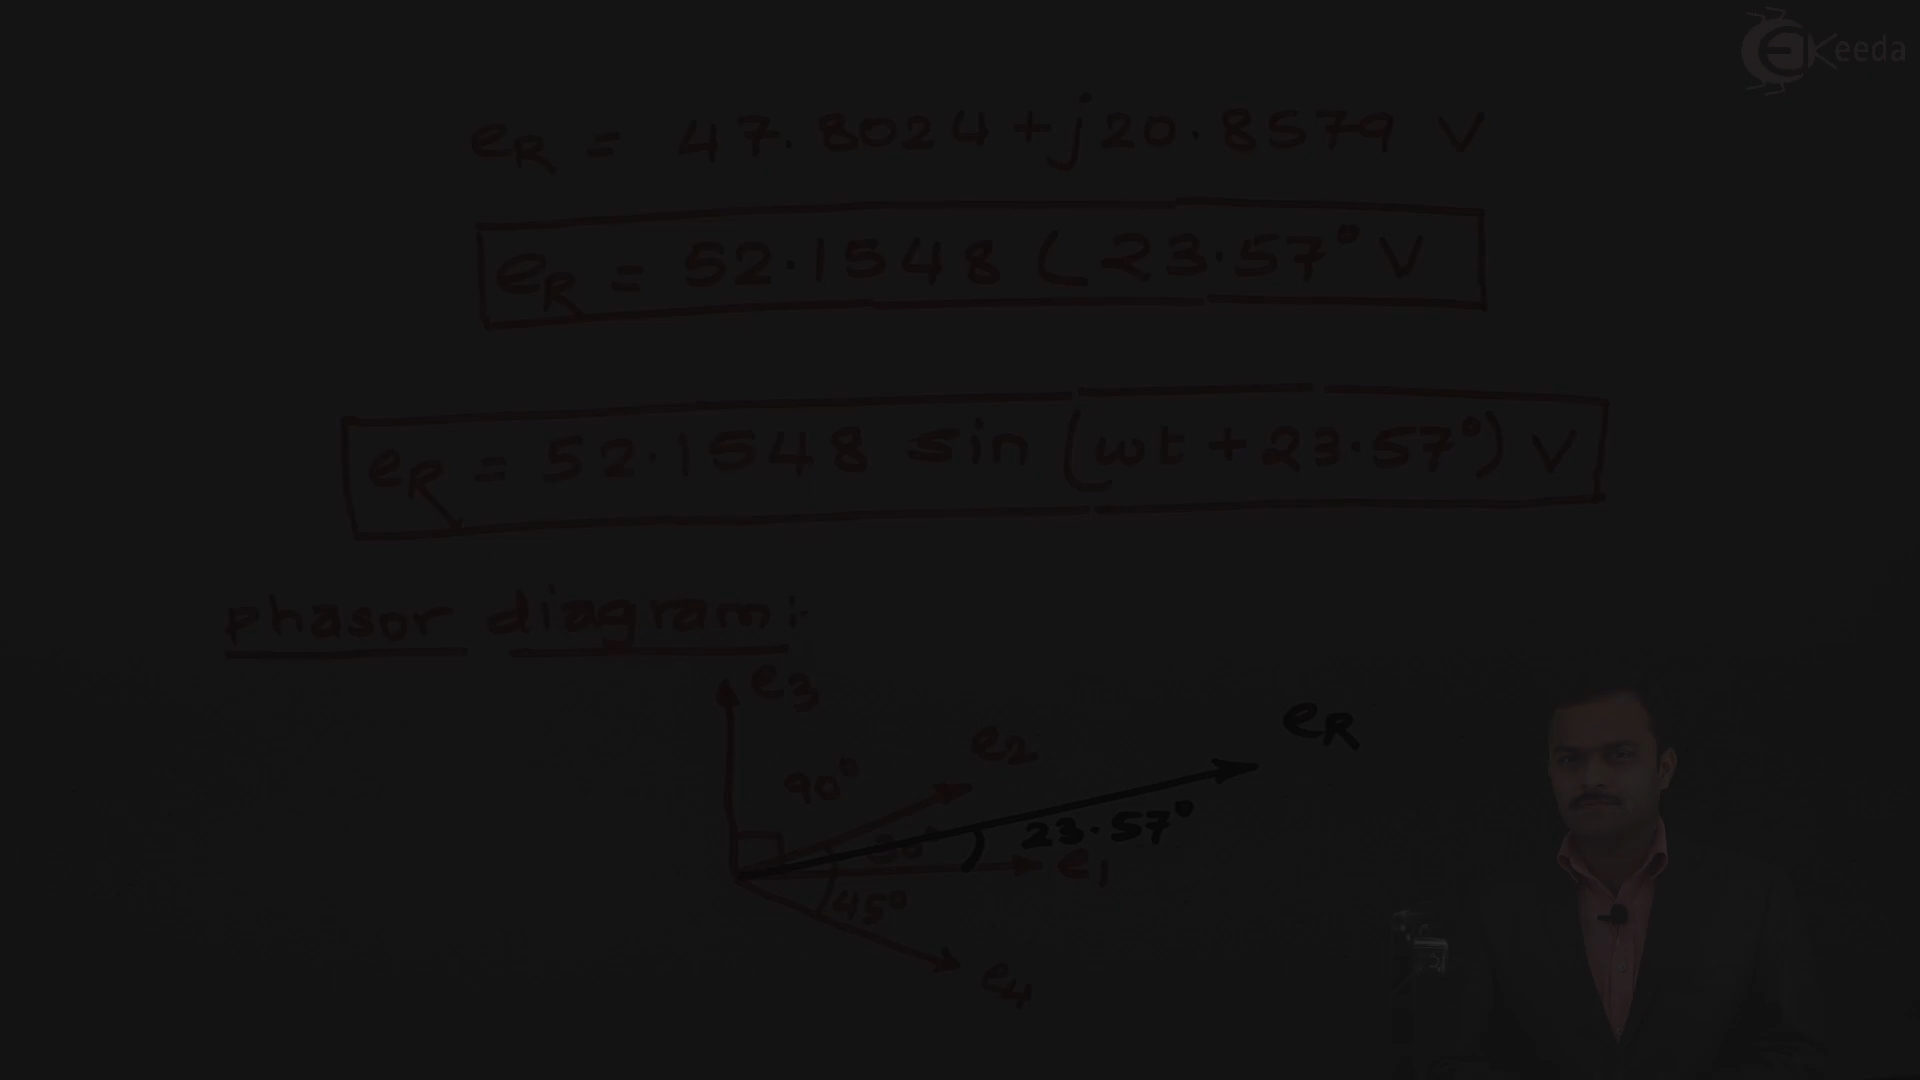 eKeeda
eR = 47.8024 + j20.8579 V
eR = 52.1548 ∠23.57° V
eR = 52.1548 sin (ωt + 23.57°) V
phasor diagram:
e3
eR
e2
90°
23.57°
30°
e1
45°
e4